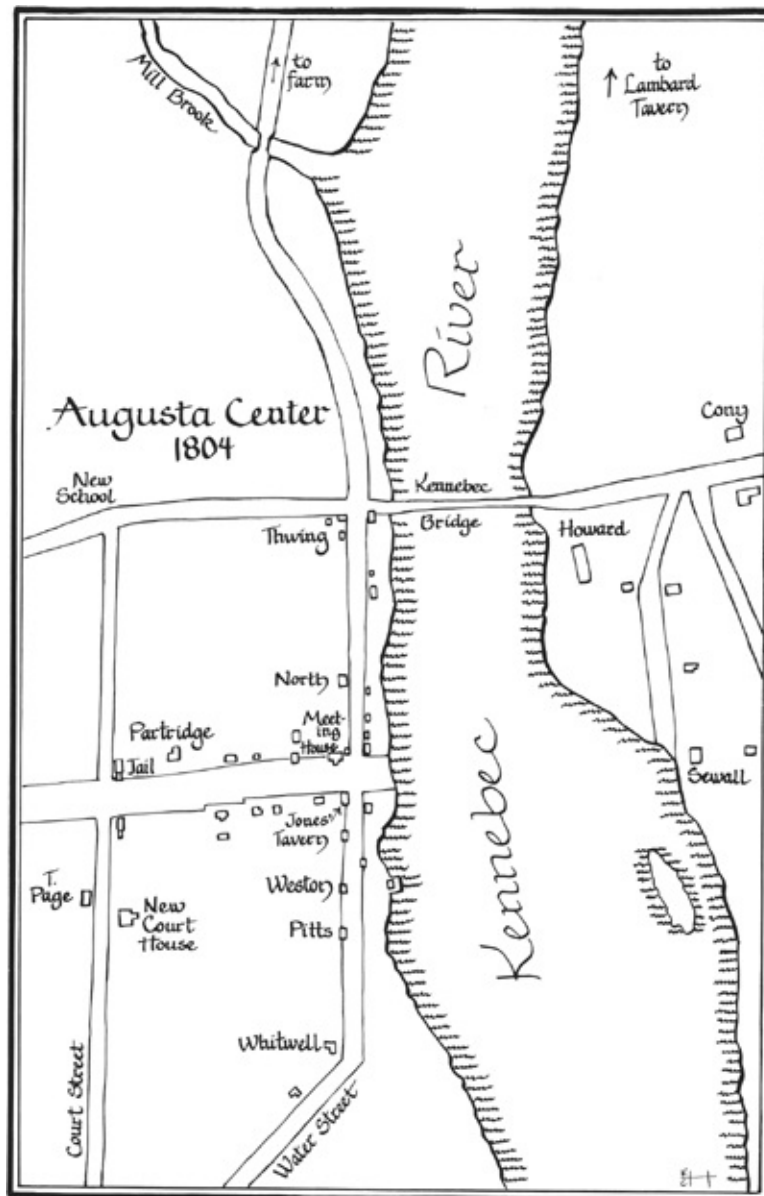 to
farm
Mill Brook
to
Lambard
Tavern
River
Augusta Center
1804
Cony
New
School
Kennebec
Bridge
Thwing
Howard
North
Partridge
Meet-
ing
House
Jail
Sewall
Jones'
Tavern
T.
Page
Weston
New
Court
House
Pitts
Kennebec
Whitwell
Court Street
Water Street